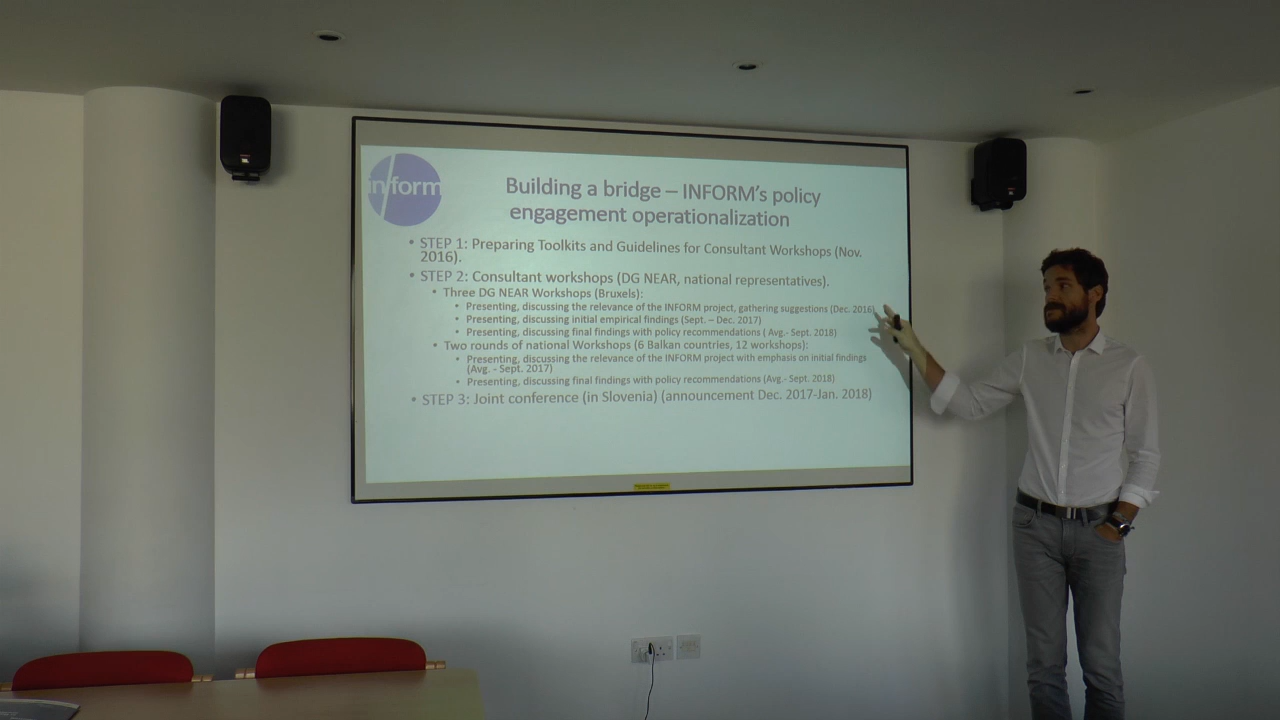 in/form
Building a bridge – INFORM's policy
engagement operationalization
• STEP 1: Preparing Toolkits and Guidelines for Consultant Workshops (Nov.
2016).
• STEP 2: Consultant workshops (DG NEAR, national representatives).
• Three DG NEAR Workshops (Bruxels):
• Presenting, discussing the relevance of the INFORM project, gathering suggestions (Dec. 2016)
• Presenting, discussing initial empirical findings (Sept. – Dec. 2017)
• Presenting, discussing final findings with policy recommendations ( Avg.- Sept. 2018)
• Two rounds of national Workshops (6 Balkan countries, 12 workshops):
• Presenting, discussing the relevance of the INFORM project with emphasis on initial findings
(Avg. - Sept. 2017)
• Presenting, discussing final findings with policy recommendations (Avg.- Sept. 2018)
• STEP 3: Joint conference (in Slovenia) (announcement Dec. 2017-Jan. 2018)